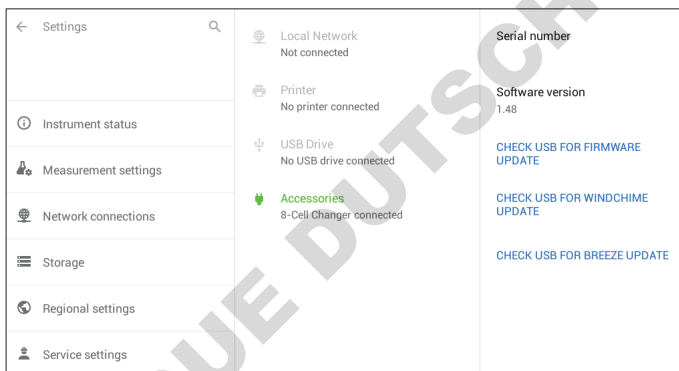 Settings
Instrument status
Measurement settings
Network connections
Storage
Regional settings
Service settings
Local Network
Not connected
Printer
No printer connected
USB Drive
No USB drive connected
Accessories
8-Cell Changer connected
Serial number
Software version
1.48
CHECK USB FOR FIRMWARE
UPDATE
CHECK USB FOR WINDCHIME
UPDATE
CHECK USB FOR BREEZE UPDATE
UE DUTSCH